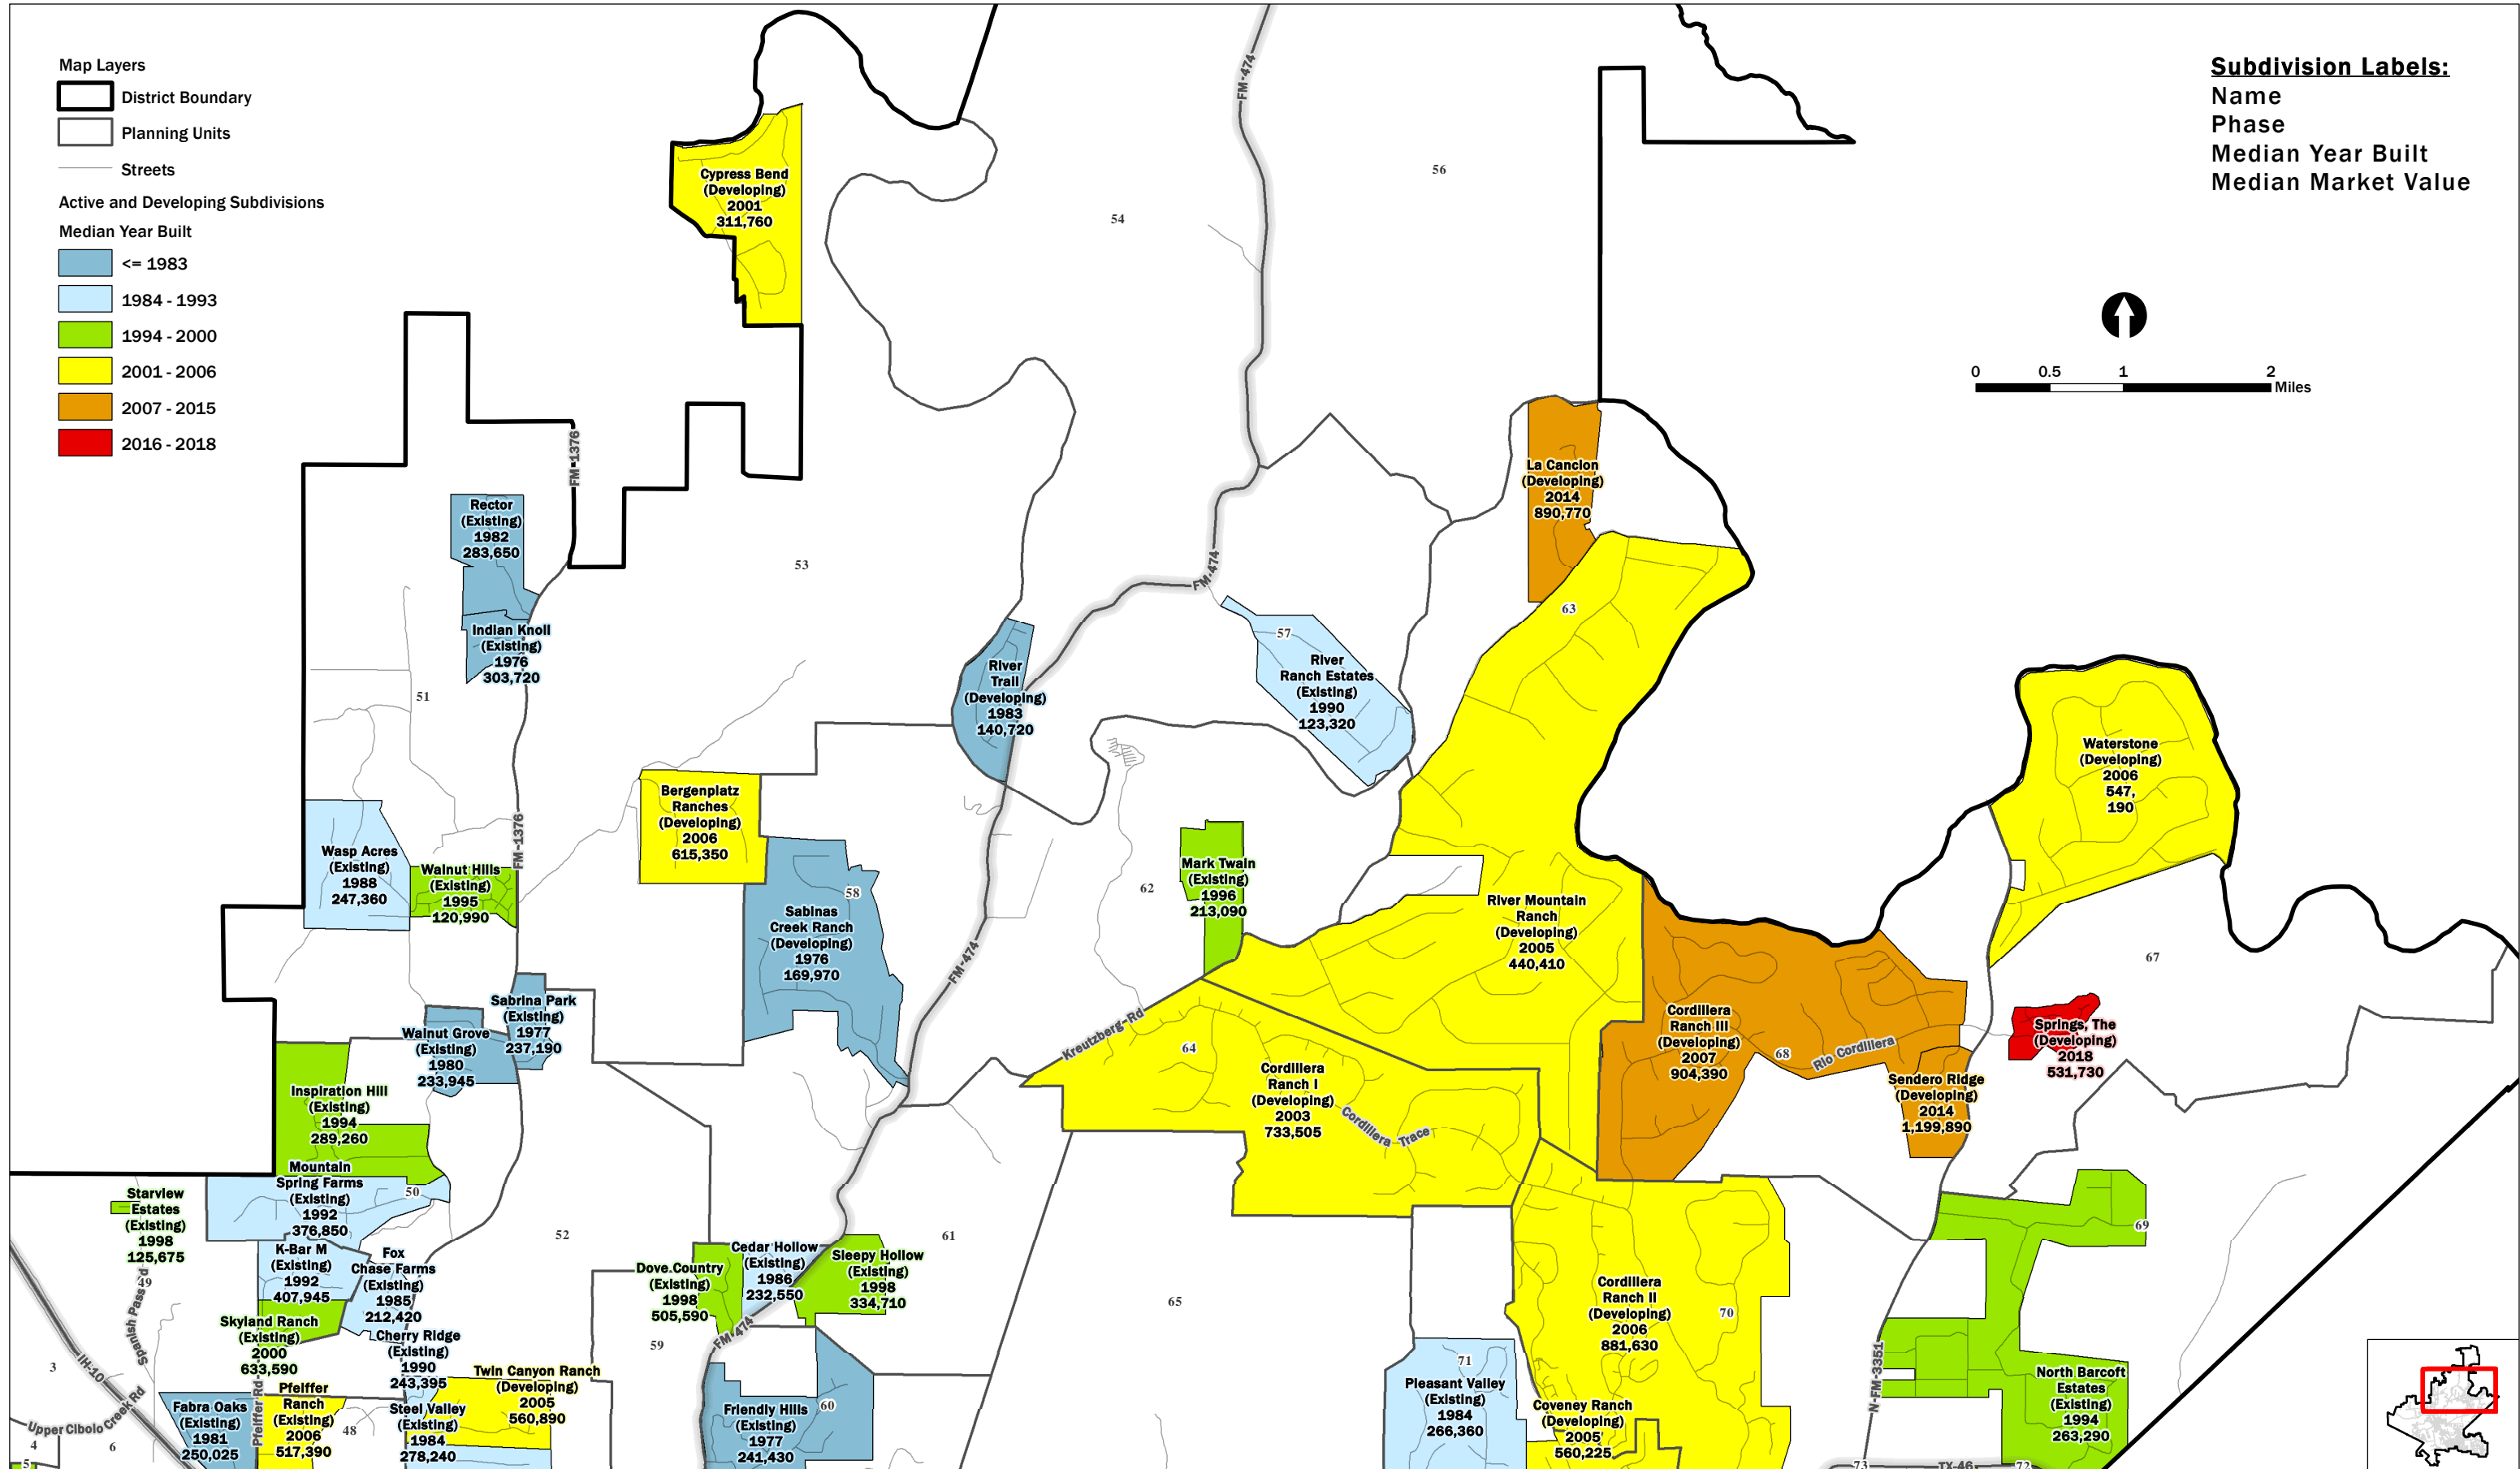 Map Layers
District Boundary
Planning Units
Streets
Active and Developing Subdivisions
Median Year Built
<= 1983
1984 - 1993
1994 - 2000
2001 - 2006
2007 - 2015
2016 - 2018
Subdivision Labels:
Name
Phase
Median Year Built
Median Market Value
0 0.5 1 2
Miles
Cypress Bend
(Developing)
2001
311,760
54
56
FM-474
FM-1376
Rector
(Existing)
1982
283,650
Indian Knoll
(Existing)
1976
303,720
51
53
FM-474
La Cancion
(Developing)
2014
890,770
63
57
River
Ranch Estates
(Existing)
1990
123,320
River
Trail
(Developing)
1983
140,720
Waterstone
(Developing)
2006
547,
190
Bergenplatz
Ranches
(Developing)
2006
615,350
FM-1376
Wasp Acres
(Existing)
1988
247,360
Walnut Hills
(Existing)
1995
120,990
58
Sabinas
Creek Ranch
(Developing)
1976
169,970
62
Mark Twain
(Existing)
1996
213,090
River Mountain
Ranch
(Developing)
2005
440,410
FM-474
67
Sabrina Park
(Existing)
1977
237,190
Walnut Grove
(Existing)
1980
233,945
Kreutzberg-Rd
64
Cordillera
Ranch I
(Developing)
2003
733,505
Cordillera Trace
Cordillera
Ranch III
(Developing)
2007
904,390
68
Rio Cordillera
Springs, The
(Developing)
2018
531,730
Sendero Ridge
(Developing)
2014
1,199,890
Inspiration Hill
(Existing)
1994
289,260
Mountain
Spring Farms
(Existing)
1992
376,850
50
Starview
Estates
(Existing)
1998
125,675
49
Spanish Pass Rd
K-Bar M
(Existing)
1992
407,945
Fox
Chase Farms
(Existing)
1985
212,420
52
61
69
Dove Country
(Existing)
1998
505,590
Cedar Hollow
(Existing)
1986
232,550
Sleepy Hollow
(Existing)
1998
334,710
65
Cordillera
Ranch II
(Developing)
2006
881,630
70
Skyland Ranch
(Existing)
2000
633,590
Cherry Ridge
(Existing)
1990
243,395
59
FM-474
3
IH-10
71
Pleasant Valley
(Existing)
1984
266,360
N-FM-3351
North Barcoft
Estates
(Existing)
1994
263,290
Twin Canyon Ranch
(Developing)
2005
560,890
Pfeiffer
Ranch
(Existing)
2006
517,390
Pfeiffer Rd
Fabra Oaks
(Existing)
1981
250,025
Steel Valley
(Existing)
1984
278,240
48
Friendly Hills
(Existing)
1977
241,430
60
Coveney Ranch
(Developing)
2005
560,225
Upper Cibolo Creek Rd
4
6
5
73
TX-46
72